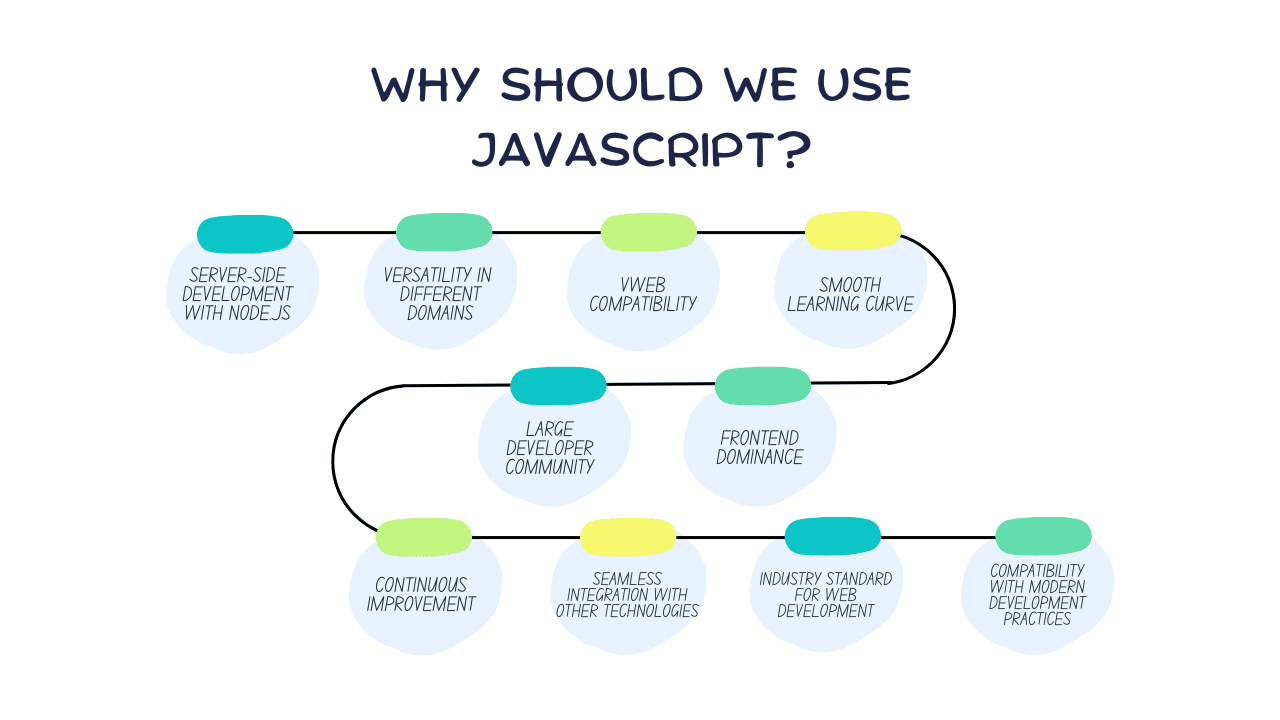 WHY SHOULD WE USE
JAVASCRIPT?
SERVER-SIDE
DEVELOPMENT
WITH NODE.JS
VERSATILITY IN
DIFFERENT
DOMAINS
VWEB
COMPATIBILITY
SMOOTH
LEARNING CURVE
LARGE
DEVELOPER
COMMUNITY
FRONTEND
DOMINANCE
CONTINUOUS
IMPROVEMENT
SEAMLESS
INTEGRATION WITH
OTHER TECHNOLOGIES
INDUSTRY STANDARD
FOR WEB
DEVELOPMENT
COMPATIBILITY
WITH MODERN
DEVELOPMENT
PRACTICES